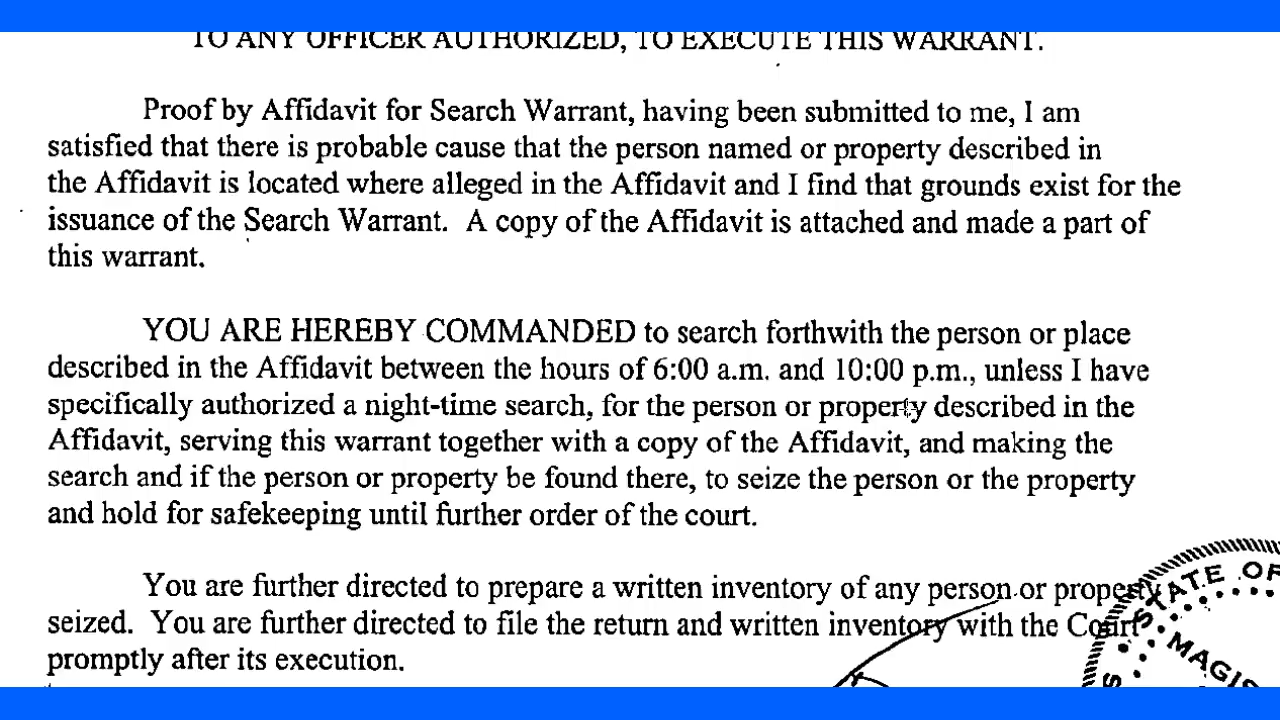 TO ANY OFFICER AUTHORIZED, TO EXECUTE THIS WARRANT.
Proof by Affidavit for Search Warrant, having been submitted to me, I am
satisfied that there is probable cause that the person named or property described in
the Affidavit is located where alleged in the Affidavit and I find that grounds exist for the
issuance of the Search Warrant. A copy of the Affidavit is attached and made a part of
this warrant.
YOU ARE HEREBY COMMANDED to search forthwith the person or place
described in the Affidavit between the hours of 6:00 a.m. and 10:00 p.m., unless I have
specifically authorized a night-time search, for the person or property described in the
Affidavit, serving this warrant together with a copy of the Affidavit, and making the
search and if the person or property be found there, to seize the person or the property
and hold for safekeeping until further order of the court.
You are further directed to prepare a written inventory of any person or property
seized. You are further directed to file the return and written inventory with the Court
promptly after its execution.
STATE OF
MAGIS